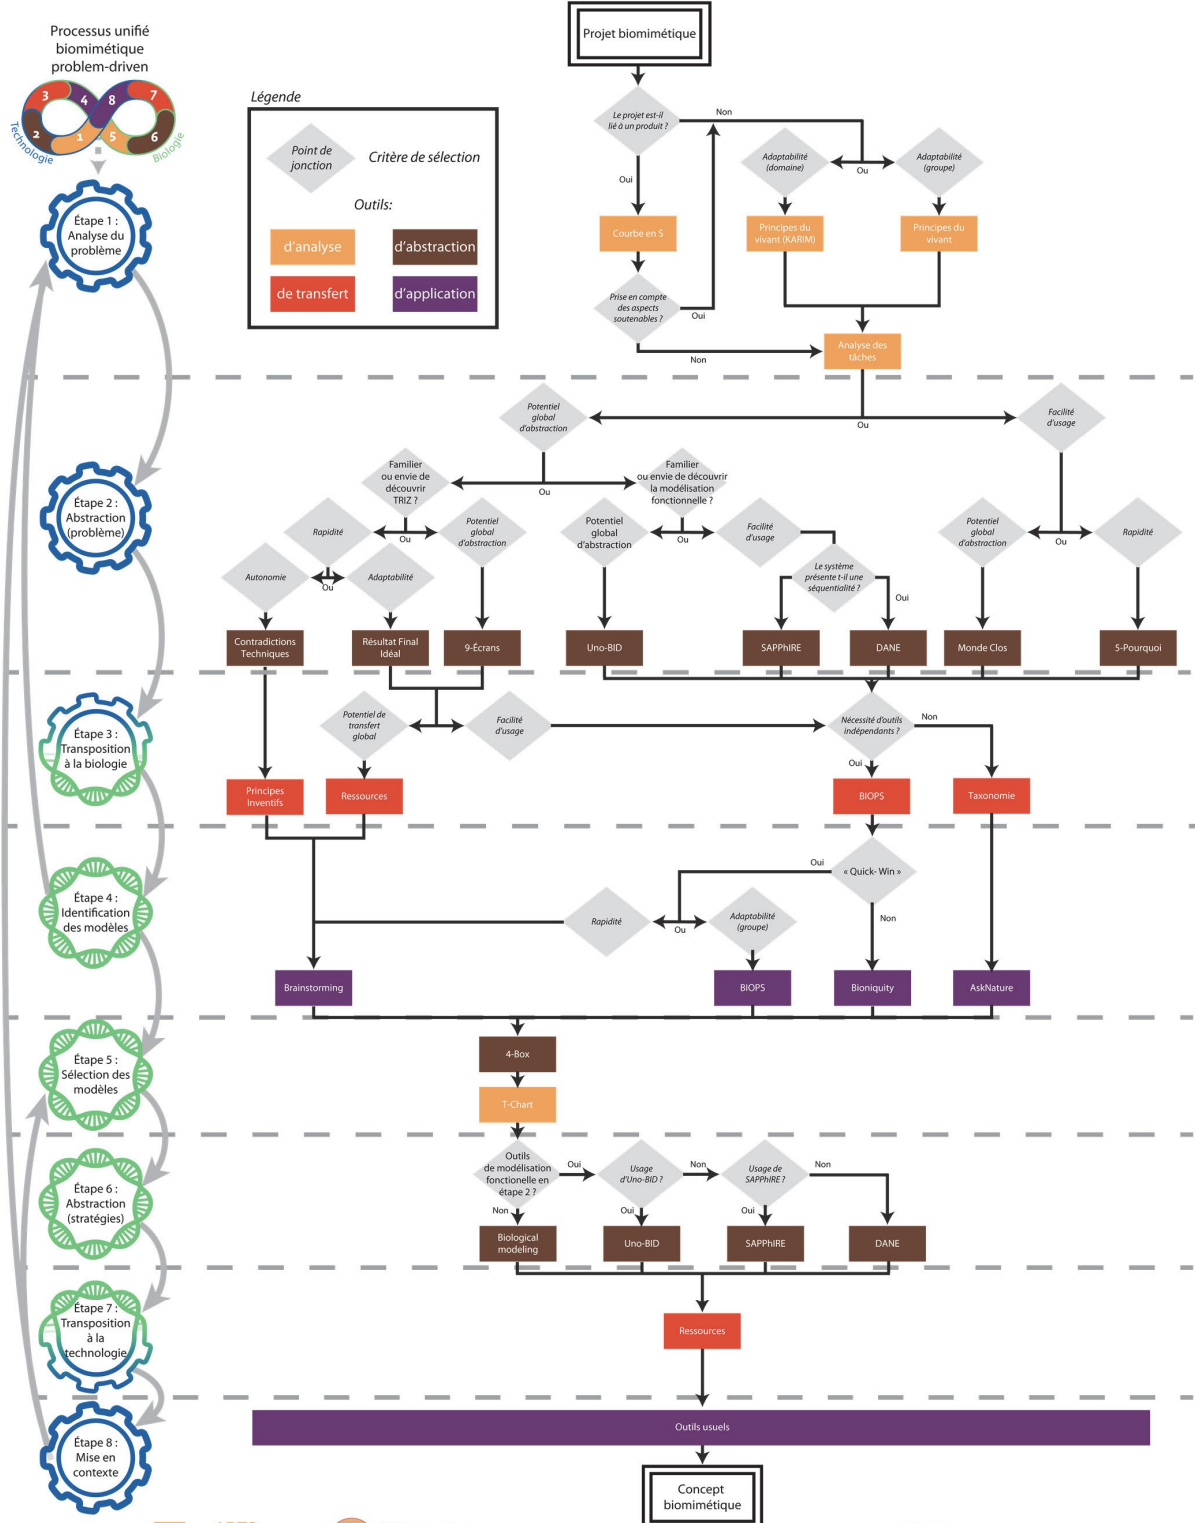 Processus unifié
biomimétique
problem-driven
3
4
8
7
2
1
5
6
Technologie
Biologie
Projet biomimétique
Légende
Point de
jonction
Critère de sélection
Outils:
d'analyse
d'abstraction
de transfert
d'application
Le projet est-il
lié à un produit ?
Non
Oui
Adaptabilité
(domaine)
Ou
Adaptabilité
(groupe)
Courbe en S
Principes du
vivant (KARIM)
Principes du
vivant
Prise en compte
des aspects
soutenables ?
Oui
Non
Analyse des
tâches
Étape 1 :
Analyse du
problème
Potentiel
global
d'abstraction
Ou
Facilité
d'usage
Familier
ou envie de
découvrir
TRIZ ?
Ou
Familier
ou envie de découvrir
la modélisation
fonctionnelle ?
Étape 2 :
Abstraction
(problème)
Rapidité
Ou
Potentiel
global
d'abstraction
Potentiel
global
d'abstraction
Ou
Facilité
d'usage
Potentiel
global
d'abstraction
Ou
Rapidité
Autonomie
Ou
Adaptabilité
Le système
présente t-il une
séquentialité ?
Oui
Contradictions
Techniques
Résultat Final
Idéal
9-Écrans
Uno-BID
SAPPhIRE
DANE
Monde Clos
5-Pourquoi
Étape 3 :
Transposition
à la biologie
Potentiel de
transfert
global
Facilité
d'usage
Nécessité d'outils
indépendants ?
Non
Oui
Principes
Inventifs
Ressources
BIOPS
Taxonomie
Étape 4 :
Identification
des modèles
Oui
« Quick- Win »
Non
Rapidité
Ou
Adaptabilité
(groupe)
Brainstorming
BIOPS
Bioniquity
AskNature
Étape 5 :
Sélection des
modèles
4-Box
T-Chart
Étape 6 :
Abstraction
(stratégies)
Outils
de modélisation
fonctionelle en
étape 2 ?
Oui
Usage
d'Uno-BID ?
Non
Usage de
SAPPhIRE ?
Non
Non
Oui
Oui
Biological
modeling
Uno-BID
SAPPhIRE
DANE
Étape 7 :
Transposition
à la
technologie
Ressources
Étape 8 :
Mise en
contexte
Outils usuels
Concept
biomimétique